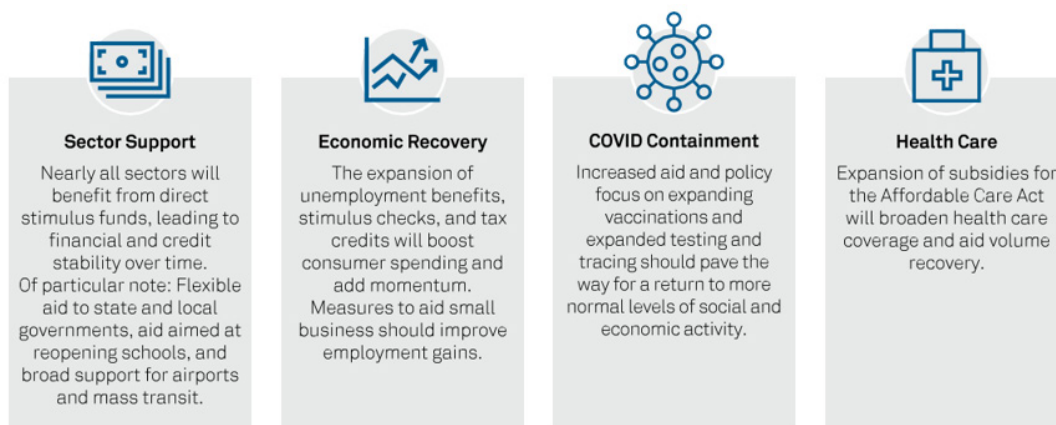 Sector Support
Nearly all sectors will
benefit from direct
stimulus funds, leading to
financial and credit
stability over time.
Of particular note: Flexible
aid to state and local
governments, aid aimed at
reopening schools, and
broad support for airports
and mass transit.
Economic Recovery
The expansion of
unemployment benefits,
stimulus checks, and tax
credits will boost
consumer spending and
add momentum.
Measures to aid small
business should improve
employment gains.
COVID Containment
Increased aid and policy
focus on expanding
vaccinations and
expanded testing and
tracing should pave the
way for a return to more
normal levels of social and
economic activity.
Health Care
Expansion of subsidies for
the Affordable Care Act
will broaden health care
coverage and aid volume
recovery.